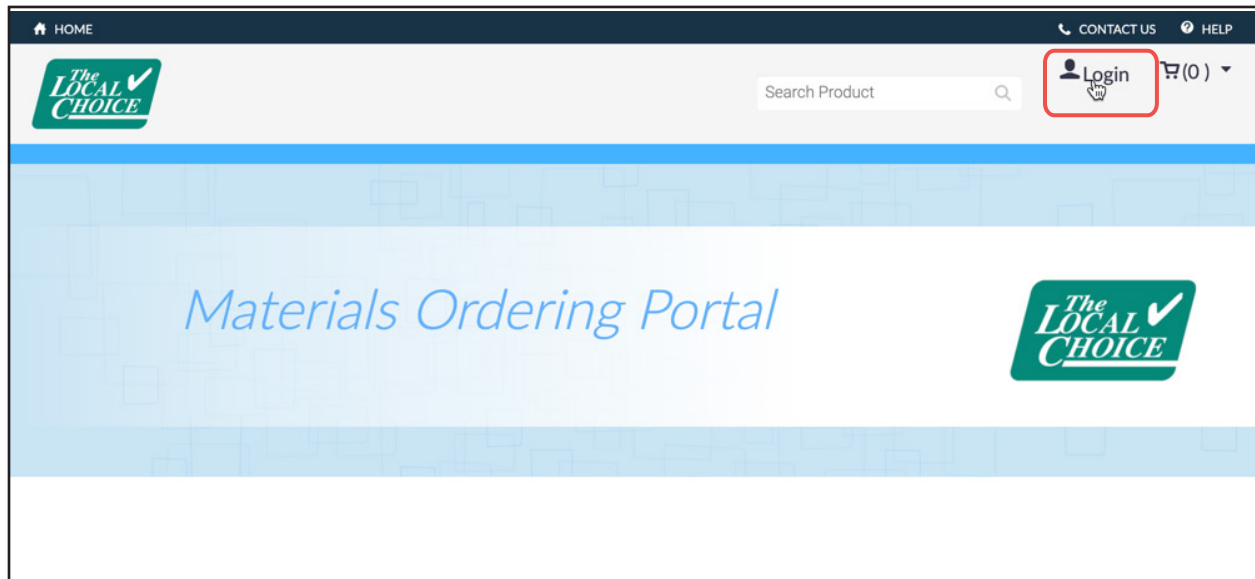 HOME
CONTACT US
HELP
The
LOCAL
CHOICE
Search Product
Login
(0)
Materials Ordering Portal
The
LOCAL
CHOICE